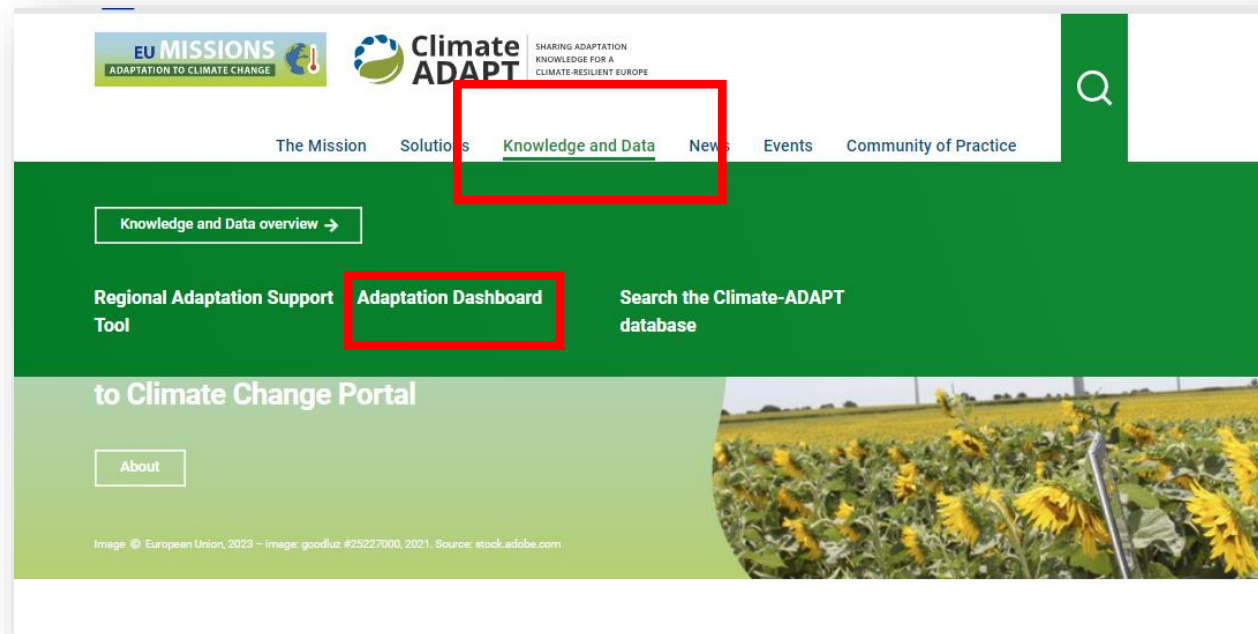 EU MISSIONS
ADAPTATION TO CLIMATE CHANGE
Climate
ADAPT
SHARING ADAPTATION
KNOWLEDGE FOR A
CLIMATE-RESILIENT EUROPE
The Mission Solutions Knowledge and Data News Events Community of Practice
Knowledge and Data overview →
Regional Adaptation Support
Tool
Adaptation Dashboard
Search the Climate-ADAPT
database
to Climate Change Portal
About
Image © European Union, 2023 – image: goodluz #25227000, 2021. Source: stock.adobe.com